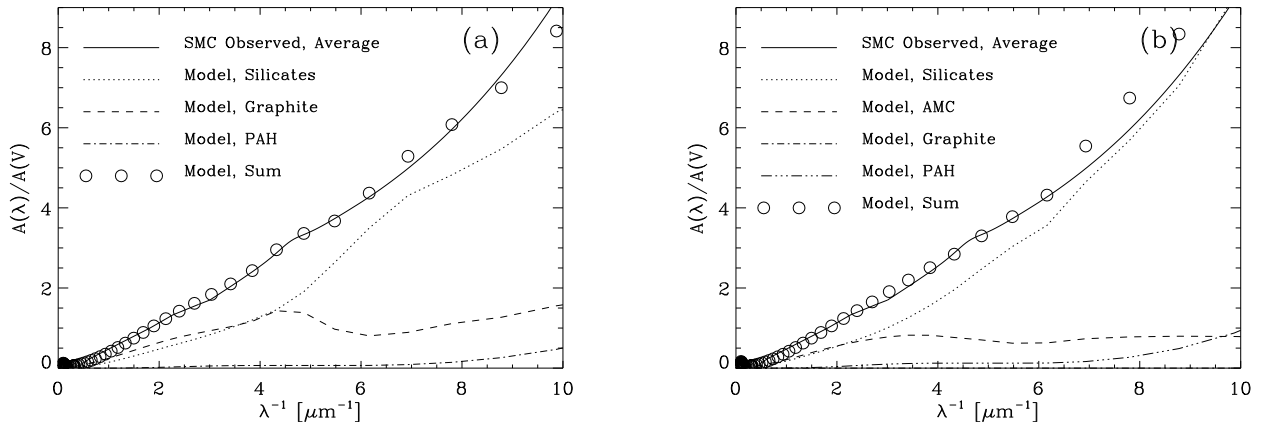 (a)
SMC Observed, Average
Model, Silicates
Model, Graphite
Model, PAH
Model, Sum
A(λ)/A(V)
8
6
4
2
0
0 2 4 6 8 10
λ⁻¹ [μm⁻¹]
(b)
SMC Observed, Average
Model, Silicates
Model, AMC
Graphite
Model, PAH
Model, Sum
A(λ)/A(V)
8
6
4
2
0
0 2 4 6 8 10
λ⁻¹ [μm⁻¹]